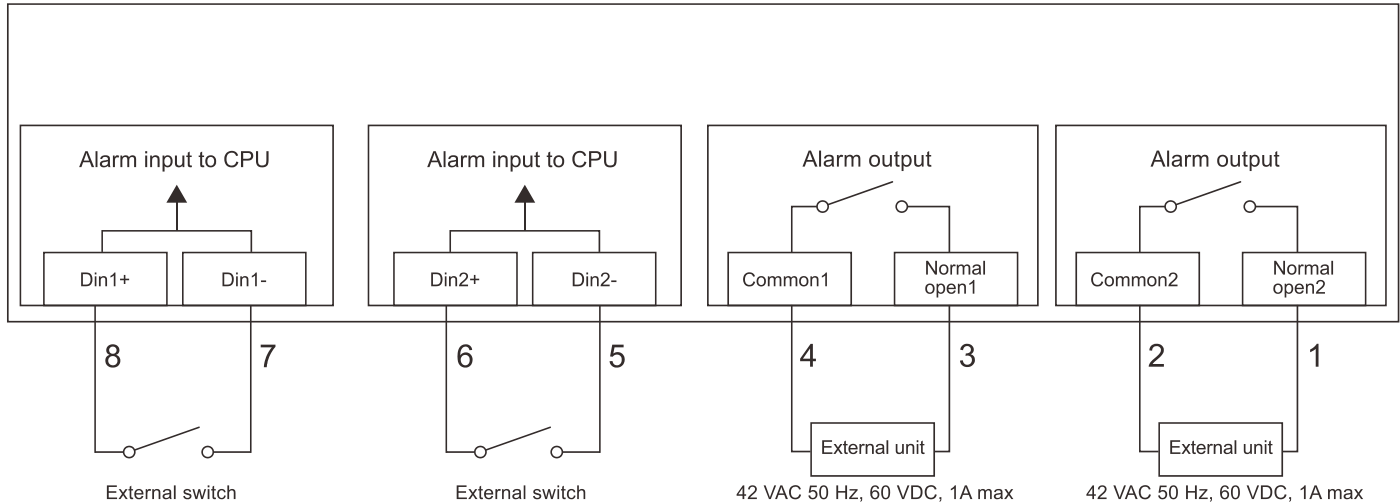 Alarm input to CPU
Alarm input to CPU
Alarm output
Alarm output
Din1+
Din1-
Din2+
Din2-
Common1
Normal
open1
Common2
Normal
open2
8
7
6
5
4
3
2
1
External unit
External unit
External switch
External switch
42 VAC 50 Hz, 60 VDC, 1A max
42 VAC 50 Hz, 60 VDC, 1A max